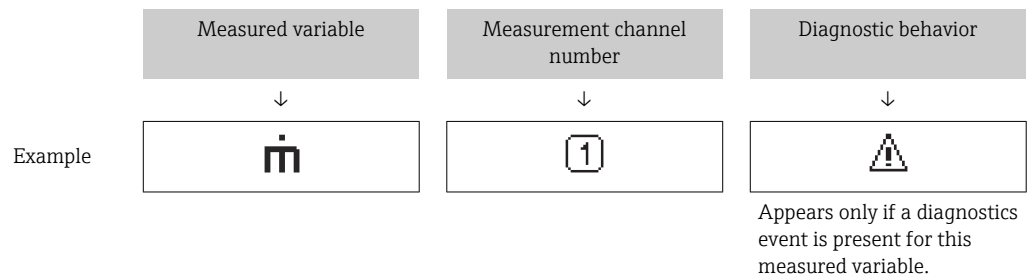 Measured variable
Measurement channel
number
Diagnostic behavior
↓
↓
↓
Example
ṁ
1
Appears only if a diagnostics
event is present for this
measured variable.